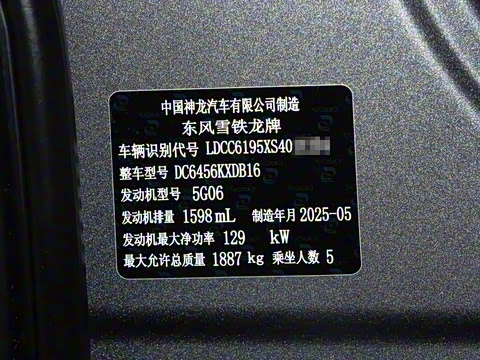 中国神龙汽车有限公司制造
东风雪铁龙牌
车辆识别代号 LDCC6195XS40
整车型号 DC6456KXDB16
发动机型号 5G06
发动机排量 1598 mL 制造年月 2025-05
发动机最大净功率 129 kW
最大允许总质量 1887 kg 乘坐人数 5